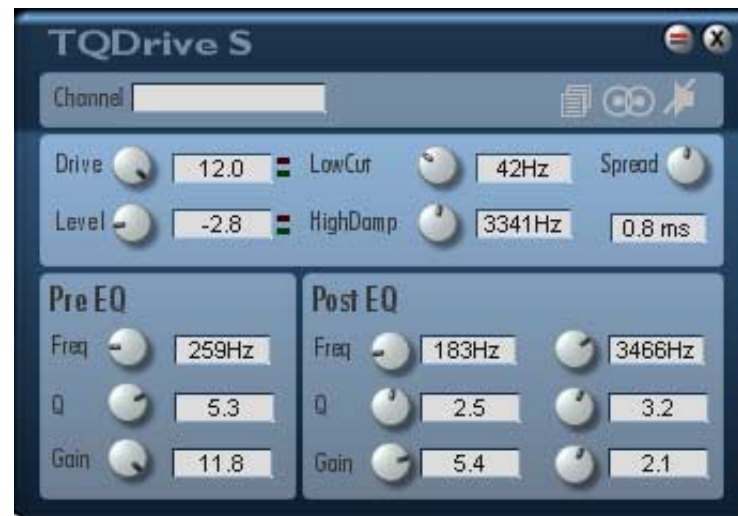 TQDrive S
Channel
Drive 12.0 LowCut 42Hz Spread
Level -2.8 HighDamp 3341Hz 0.8 ms
Pre EQ
Freq 259Hz
Q 5.3
Gain 11.8
Post EQ
Freq 183Hz 3466Hz
Q 2.5 3.2
Gain 5.4 2.1